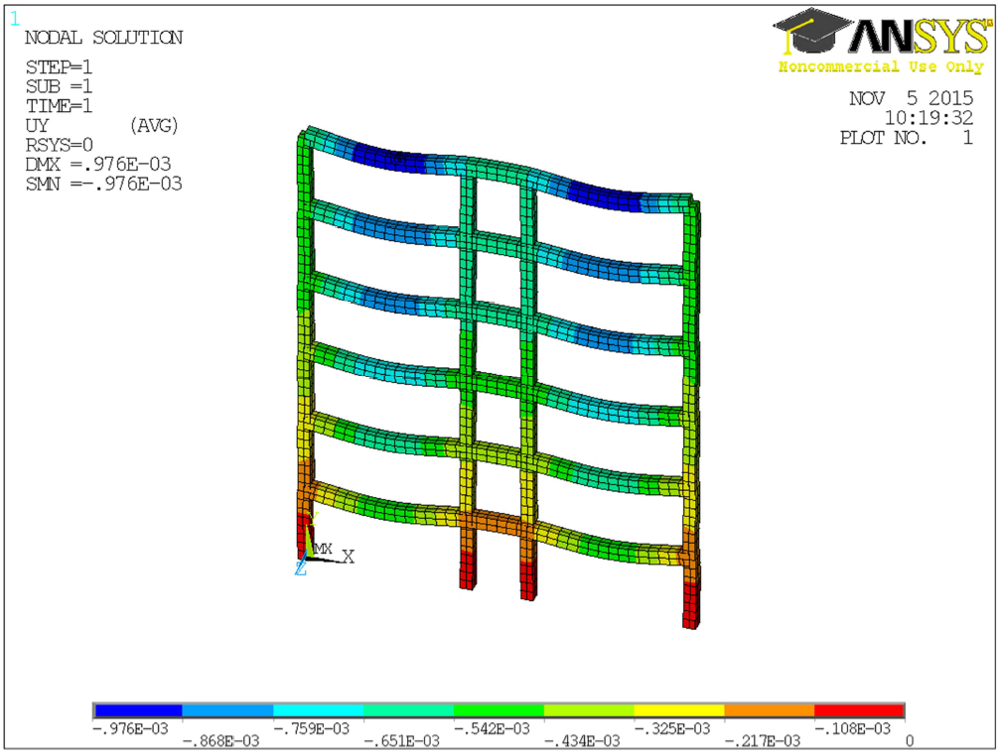 1
NODAL SOLUTION
STEP=1
SUB =1
TIME=1
UY (AVG)
RSYS=0
DMX =.976E-03
SMN =-.976E-03
ANSYS
Noncommercial Use Only
NOV 5 2015
10:19:32
PLOT NO. 1
Y
MX
X
Z
-.976E-03 -.759E-03 -.542E-03 -.325E-03 -.108E-03
-.868E-03 -.651E-03 -.434E-03 -.217E-03 0